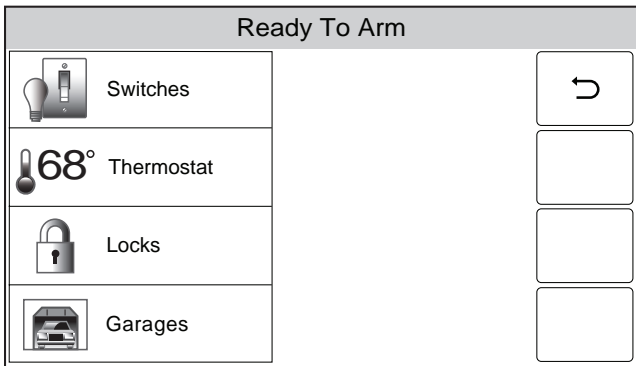 Ready To Arm
Switches
68° Thermostat
Locks
Garages